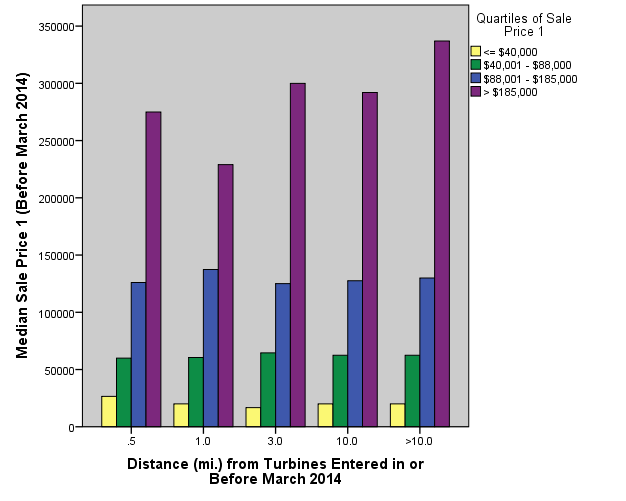 Quartiles of Sale
Price 1
<= $40,000
$40,001 - $88,000
$88,001 - $185,000
> $185,000
Median Sale Price 1 (Before March 2014)
350000
300000
250000
200000
150000
100000
50000
0
.5
1.0
3.0
10.0
>10.0
Distance (mi.) from Turbines Entered in or
Before March 2014